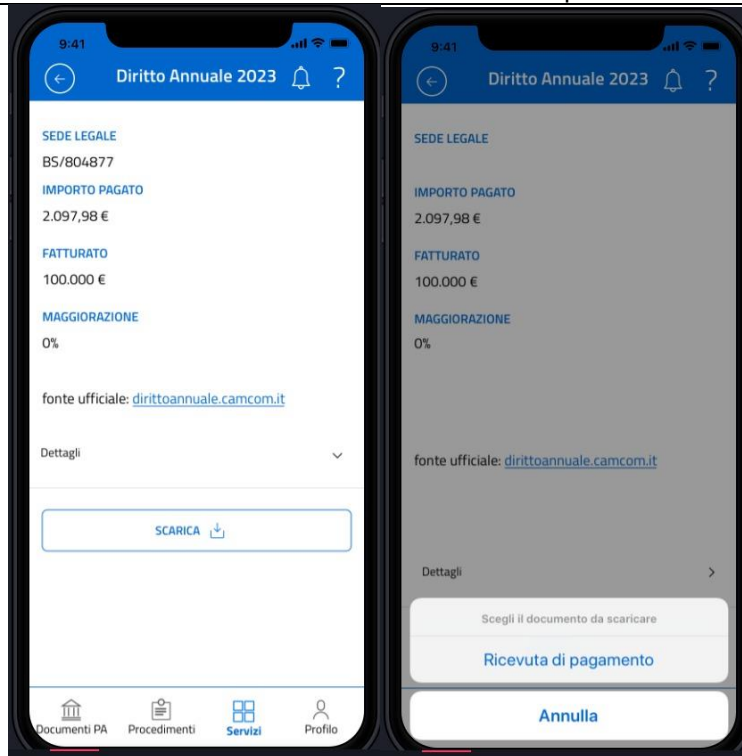 9:41
Diritto Annuale 2023 ?
SEDE LEGALE
BS/804877
IMPORTO PAGATO
2.097,98 €
FATTURATO
100.000 €
MAGGIORAZIONE
0%
fonte ufficiale: dirittoannuale.camcom.it
Dettagli
SCARICA
Documenti PA
Procedimenti
Servizi
Profilo
9:41
Diritto Annuale 2023 ?
SEDE LEGALE
IMPORTO PAGATO
2.097,98 €
FATTURATO
100.000 €
MAGGIORAZIONE
0%
fonte ufficiale: dirittoannuale.camcom.it
Dettagli
Scegli il documento da scaricare
Ricevuta di pagamento
Annulla